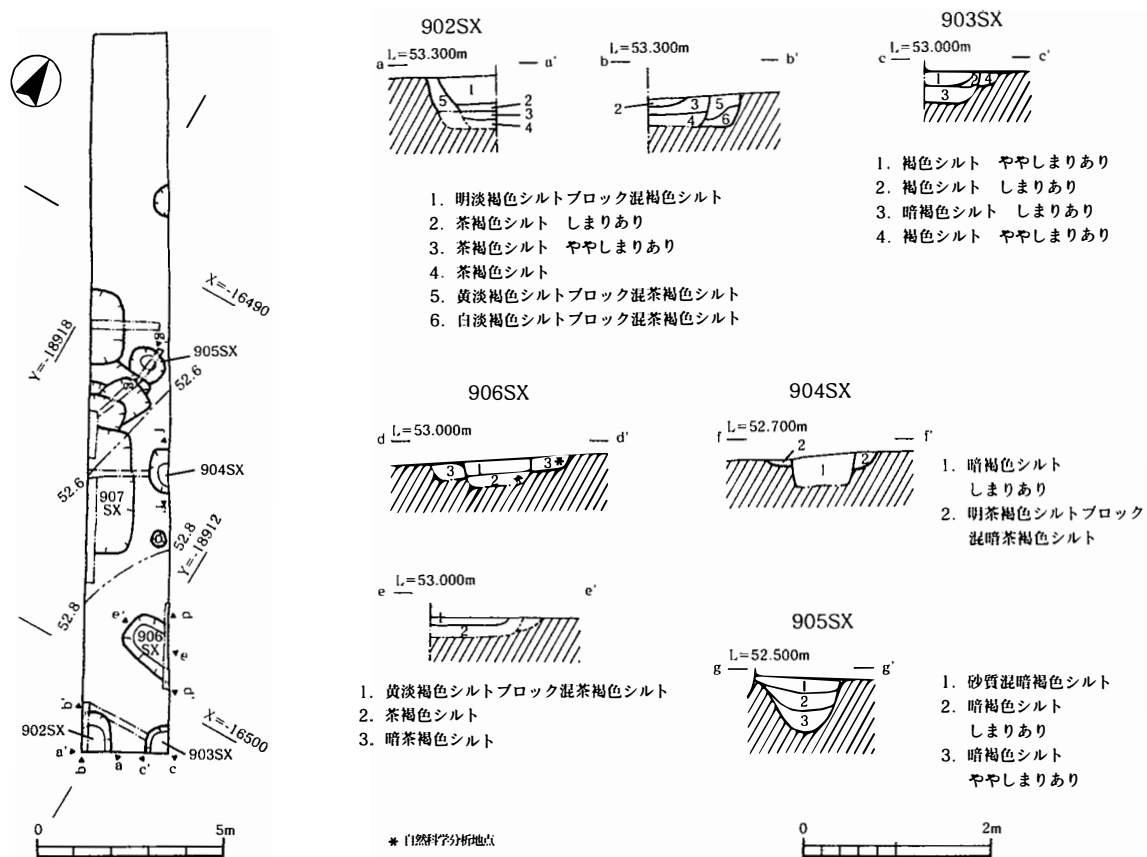 X=-16490
Y=-18918
905SX
52.6
904SX
52.6
907
SX
52.8
Y=-18912
52.8
e'
d
906
SX
e
d'
b'
X=-16500
902SX
903SX
a'
b
a
c'
c
0
5m
902SX
a
L=53.300m
a'
1
5
2
3
4
b
L=53.300m
b'
2
3
5
4
6
1. 明淡褐色シルトブロック混褐色シルト
2. 茶褐色シルト しまりあり
3. 茶褐色シルト ややしまりあり
4. 茶褐色シルト
5. 黄淡褐色シルトブロック混茶褐色シルト
6. 白淡褐色シルトブロック混茶褐色シルト
903SX
L=53.000m
c
c'
1
2
4
3
1. 褐色シルト ややしまりあり
2. 褐色シルト しまりあり
3. 暗褐色シルト しまりあり
4. 褐色シルト ややしまりあり
906SX
d
L=53.000m
d'
3
1
3*
2
*
e
L=53.000m
e'
1
2
1. 黄淡褐色シルトブロック混茶褐色シルト
2. 茶褐色シルト
3. 暗茶褐色シルト
904SX
f
L=52.700m
f'
2
1
2
1. 暗褐色シルト
しまりあり
2. 明茶褐色シルトブロック
混暗茶褐色シルト
905SX
g
L=52.500m
g'
1
2
3
1. 砂質混暗褐色シルト
2. 暗褐色シルト
しまりあり
3. 暗褐色シルト
ややしまりあり
* 自然科学分析地点
0
2m